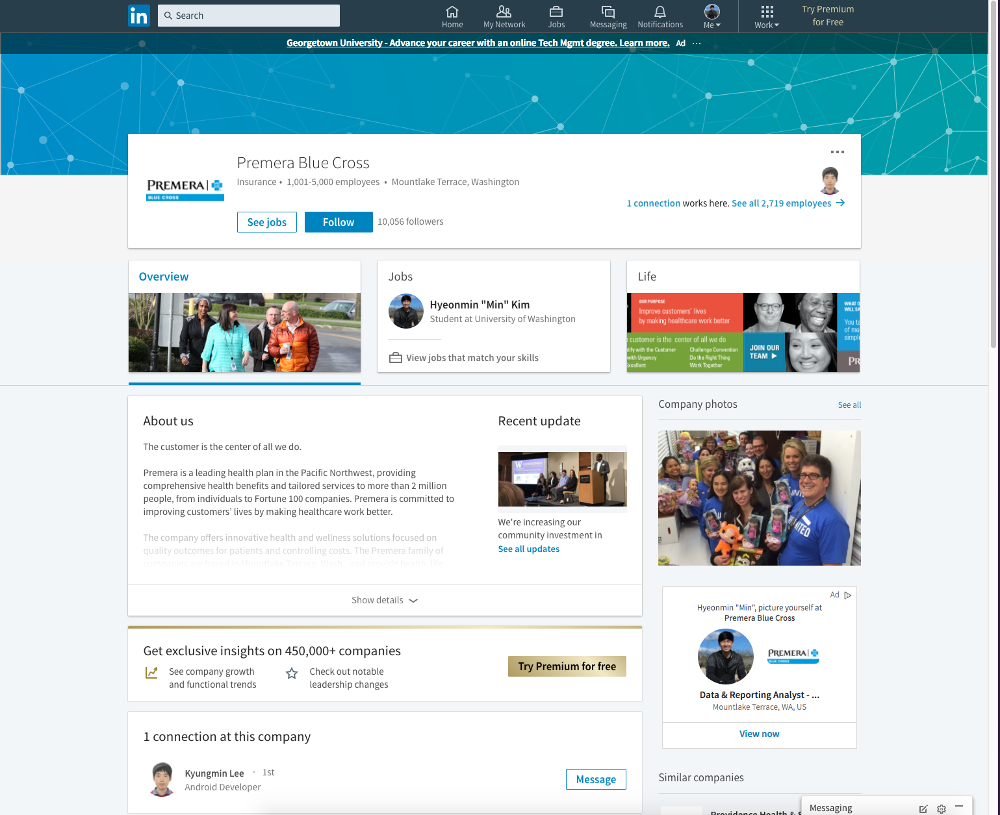 in
Search
Home
My Network
Jobs
Messaging
Notifications
Me
Work
Try Premium
for Free
Georgetown University - Advance your career with an online Tech Mgmt degree. Learn more. Ad ···
Premera Blue Cross
Insurance • 1,001-5,000 employees • Mountlake Terrace, Washington
PREMERA
BLUE CROSS
1 connection works here. See all 2,719 employees
See jobs
Follow
10,056 followers
Overview
Jobs
Hyeonmin "Min" Kim
Student at University of Washington
View jobs that match your skills
Life
OUR PURPOSE
Improve customers' lives
by making healthcare work better
customer is the center of all we do
tify with the Customer
with Urgency
xcellent
Challenge Convention
Do the Right Thing
Work Together
JOIN OUR
TEAM
WHAT O
WILL SA
You ta
of me
simpl
PR
About us
The customer is the center of all we do.
Premera is a leading health plan in the Pacific Northwest, providing
comprehensive health benefits and tailored services to more than 2 million
people, from individuals to Fortune 100 companies. Premera is committed to
improving customers' lives by making healthcare work better.
The company offers innovative health and wellness solutions focused on
quality outcomes for patients and controlling costs. The Premera family of
companies are based in Mountlake Terrace, Wash., and provide health, life,
Recent update
W
We're increasing our
community investment in
See all updates
Show details
Company photos
See all
UNITED
Ad
Hyeonmin "Min", picture yourself at
Premera Blue Cross
PREMERA
BLUE CROSS
Data & Reporting Analyst - ...
Mountlake Terrace, WA, US
View now
Get exclusive insights on 450,000+ companies
See company growth
and functional trends
Check out notable
leadership changes
Try Premium for free
1 connection at this company
Kyungmin Lee · 1st
Android Developer
Message
Similar companies
Providence Health & S
Messaging